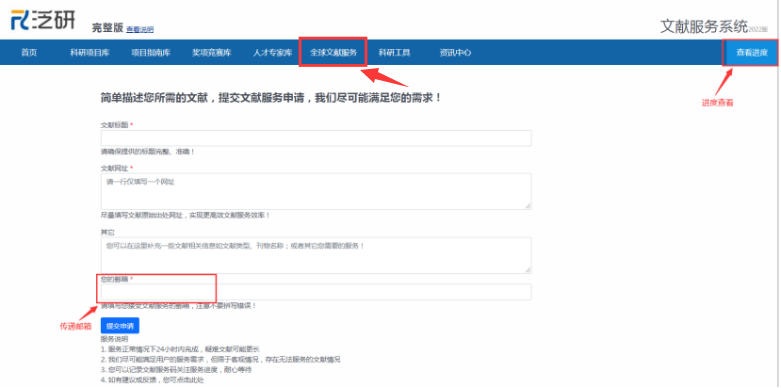 泛研 完整版 查看说明
文献服务系统2022版
首页 科研项目库 项目指南库 奖项竞赛库 人才专家库 全球文献服务 科研工具 资讯中心 查看进度
进度查看
简单描述您所需的文献，提交文献服务申请，我们尽可能满足您的需求！
文献标题 *
请确保提供的标题完整、准确！
文献网址 *
请一行仅填写一个网址
尽量填写文献原始出处网址，实现更高效文献服务效率！
其它
您可以在这里补充一些文献相关信息如文献类型、刊物名称；或者其它您需要的服务！
您的邮箱 *
请填写您接受文献服务的邮箱，注意不要拼写错误！
传递邮箱
提交申请
服务说明
1. 服务正常情况下24小时内完成，疑难文献可能更长
2. 我们尽可能满足用户的服务需求，但限于客观情况，存在无法服务的文献情况
3. 您可以记录文献服务码关注服务进度，耐心等待
4. 如有建议或反馈，您可点击此处